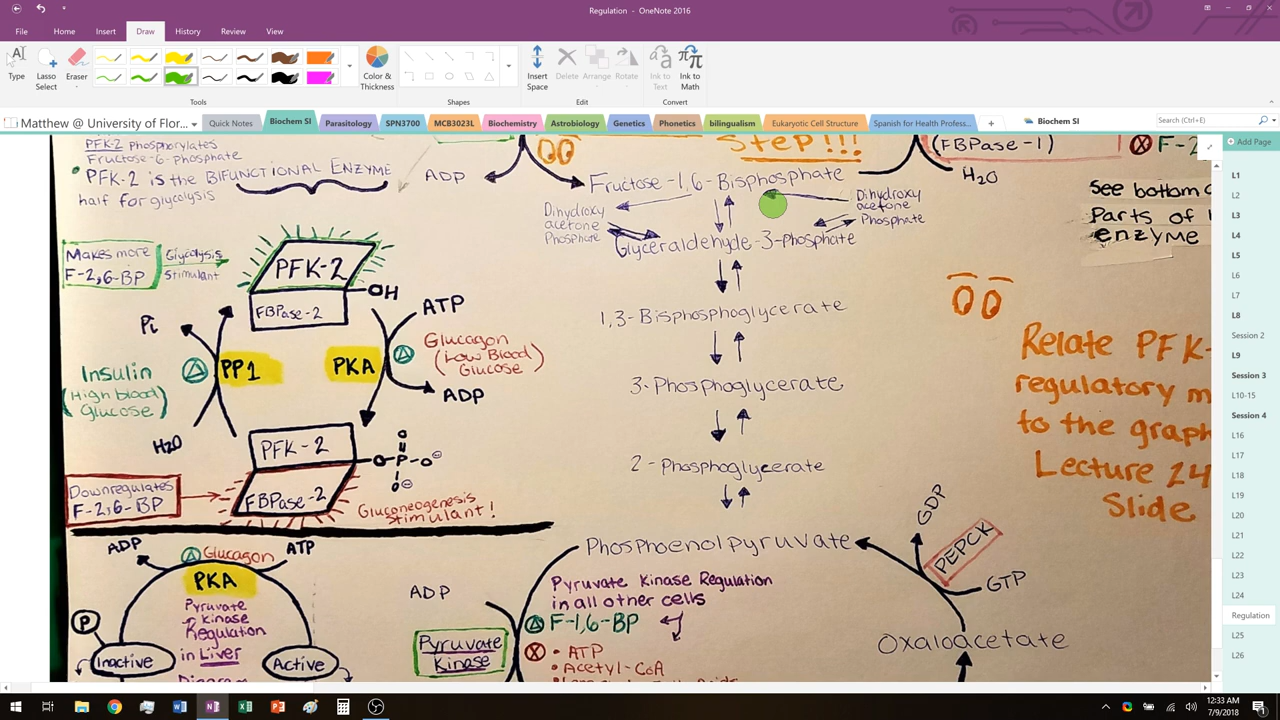 Regulation - OneNote 2016
File
Home
Insert
Draw
History
Review
View
Type
Lasso Select
Eraser
Color & Thickness
Insert Space
Delete
Arrange
Rotate
Ink to Text
Ink to Math
Tools
Shapes
Edit
Convert
Matthew @ University of Flor...
Quick Notes
Biochem SI
Parasitology
SPN3700
MCB3023L
Biochemistry
Astrobiology
Genetics
Phonetics
bilingualism
Eukaryotic Cell Structure
Spanish for Health Profess...
Biochem SI
Search (Ctrl+E)
Add Page
L1
L2
L3
L4
L5
L6
L7
L8
Session 2
L9
Session 3
L10-15
Session 4
L16
L17
L18
L19
L20
L21
L22
L23
L24
Regulation
L25
L26
PFK-2 phosphorylates
Fructose-6-phosphate
• PFK-2 is the BIFUNCTIONAL ENZYME
half for glycolysis
ADP
Step!!!
(FBPase-1)
F-2
H2O
Fructose-1,6-Bisphosphate
Dihydroxy
acetone
Phosphate
Dihydroxy
acetone
Phosphate
Glyceraldehyde-3-Phosphate
See bottom
Parts of
enzyme
Makes more
F-2,6-BP
Glycolysis
Stimulant
PFK-2
FBPase-2
OH
Pi
ATP
Insulin
(High blood
Glucose)
PP1
PKA
Glucagon
(Low Blood
Glucose)
ADP
H2O
PFK-2
FBPase-2
O-P-O⊖
O
O
⊖
Downregulates
F-2,6-BP
Gluconeogenesis
Stimulant!
1,3-Bisphosphoglycerate
3-Phosphoglycerate
2-Phosphoglycerate
Relate PFK-
regulatory m
to the graph
Lecture 24
Slide
ADP
Glucagon
ATP
PKA
Pyruvate
Kinase
Regulation
in Liver
P
Inactive
Active
Phosphoenolpyruvate
ADP
Pyruvate Kinase Regulation
in all other cells
F-1,6-BP
• ATP
• Acetyl-CoA
Pyruvate
Kinase
GDP
PEPCK
GTP
Oxaloacetate
12:33 AM
7/9/2018